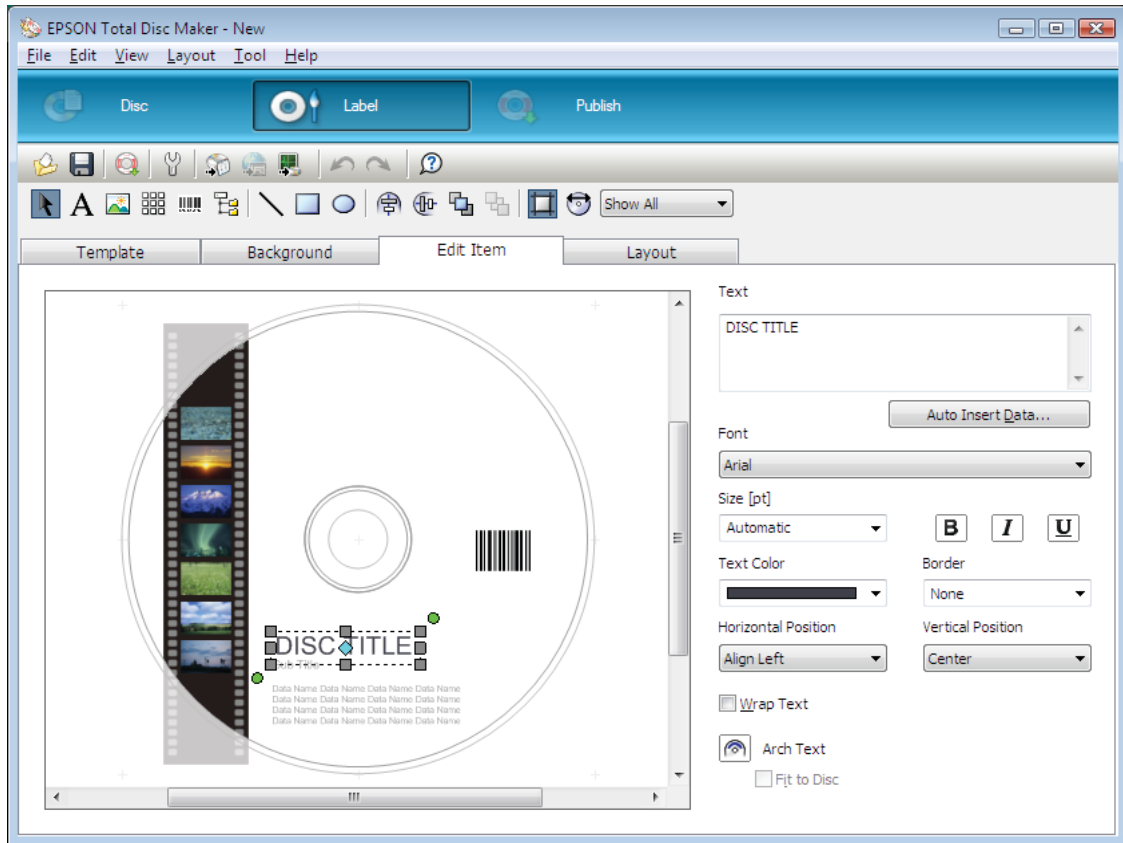 EPSON Total Disc Maker - New
File Edit View Layout Tool Help
Disc Label Publish
Show All
Template Background Edit Item Layout
Text
DISC TITLE
Auto Insert Data...
Font
Arial
Size [pt]
Automatic B I U
Text Color Border
None
Horizontal Position Vertical Position
Align Left Center
Wrap Text
Arch Text
Fit to Disc
DISC TITLE
Sub Title
Data Name Data Name Data Name Data Name
Data Name Data Name Data Name Data Name
Data Name Data Name Data Name Data Name
Data Name Data Name Data Name Data Name